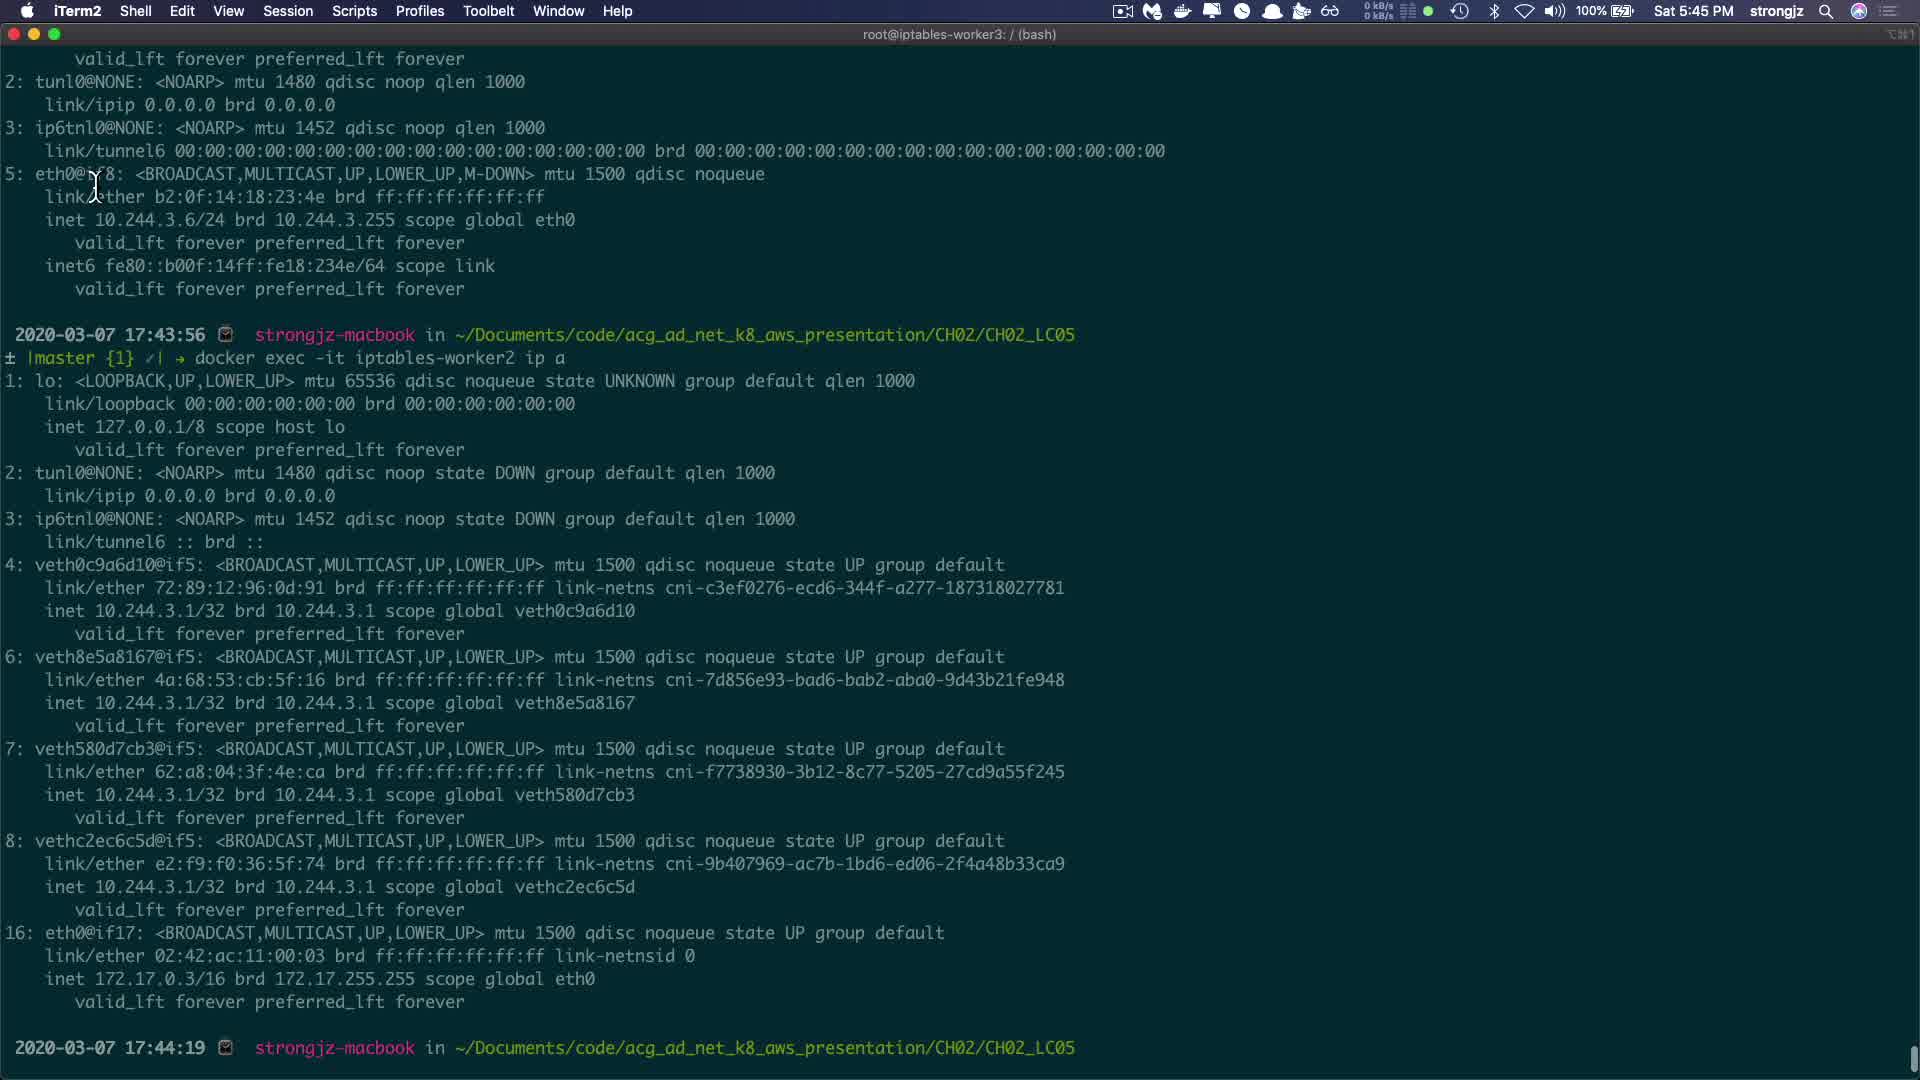 iTerm2 Shell Edit View Session Scripts Profiles Toolbelt Window Help 0 kB/s 0 kB/s 100% Sat 5:45 PM strongjz
root@iptables-worker3: / (bash) ⌥⌘1
valid_lft forever preferred_lft forever
2: tunl0@NONE: <NOARP> mtu 1480 qdisc noop qlen 1000
link/ipip 0.0.0.0 brd 0.0.0.0
3: ip6tnl0@NONE: <NOARP> mtu 1452 qdisc noop qlen 1000
link/tunnel6 00:00:00:00:00:00:00:00:00:00:00:00:00:00:00:00 brd 00:00:00:00:00:00:00:00:00:00:00:00:00:00:00:00
5: eth0@if8: <BROADCAST,MULTICAST,UP,LOWER_UP,M-DOWN> mtu 1500 qdisc noqueue
link/ether b2:0f:14:18:23:4e brd ff:ff:ff:ff:ff:ff
inet 10.244.3.6/24 brd 10.244.3.255 scope global eth0
valid_lft forever preferred_lft forever
inet6 fe80::b00f:14ff:fe18:234e/64 scope link
valid_lft forever preferred_lft forever
2020-03-07 17:43:56 strongjz-macbook in ~/Documents/code/acg_ad_net_k8_aws_presentation/CH02/CH02_LC05
± |master {1} ✓| → docker exec -it iptables-worker2 ip a
1: lo: <LOOPBACK,UP,LOWER_UP> mtu 65536 qdisc noqueue state UNKNOWN group default qlen 1000
link/loopback 00:00:00:00:00:00 brd 00:00:00:00:00:00
inet 127.0.0.1/8 scope host lo
valid_lft forever preferred_lft forever
2: tunl0@NONE: <NOARP> mtu 1480 qdisc noop state DOWN group default qlen 1000
link/ipip 0.0.0.0 brd 0.0.0.0
3: ip6tnl0@NONE: <NOARP> mtu 1452 qdisc noop state DOWN group default qlen 1000
link/tunnel6 :: brd ::
4: veth0c9a6d10@if5: <BROADCAST,MULTICAST,UP,LOWER_UP> mtu 1500 qdisc noqueue state UP group default
link/ether 72:89:12:96:0d:91 brd ff:ff:ff:ff:ff:ff link-netns cni-c3ef0276-ecd6-344f-a277-187318027781
inet 10.244.3.1/32 brd 10.244.3.1 scope global veth0c9a6d10
valid_lft forever preferred_lft forever
6: veth8e5a8167@if5: <BROADCAST,MULTICAST,UP,LOWER_UP> mtu 1500 qdisc noqueue state UP group default
link/ether 4a:68:53:cb:5f:16 brd ff:ff:ff:ff:ff:ff link-netns cni-7d856e93-bad6-bab2-aba0-9d43b21fe948
inet 10.244.3.1/32 brd 10.244.3.1 scope global veth8e5a8167
valid_lft forever preferred_lft forever
7: veth580d7cb3@if5: <BROADCAST,MULTICAST,UP,LOWER_UP> mtu 1500 qdisc noqueue state UP group default
link/ether 62:a8:04:3f:4e:ca brd ff:ff:ff:ff:ff:ff link-netns cni-f7738930-3b12-8c77-5205-27cd9a55f245
inet 10.244.3.1/32 brd 10.244.3.1 scope global veth580d7cb3
valid_lft forever preferred_lft forever
8: vethc2ec6c5d@if5: <BROADCAST,MULTICAST,UP,LOWER_UP> mtu 1500 qdisc noqueue state UP group default
link/ether e2:f9:f0:36:5f:74 brd ff:ff:ff:ff:ff:ff link-netns cni-9b407969-ac7b-1bd6-ed06-2f4a48b33ca9
inet 10.244.3.1/32 brd 10.244.3.1 scope global vethc2ec6c5d
valid_lft forever preferred_lft forever
16: eth0@if17: <BROADCAST,MULTICAST,UP,LOWER_UP> mtu 1500 qdisc noqueue state UP group default
link/ether 02:42:ac:11:00:03 brd ff:ff:ff:ff:ff:ff link-netnsid 0
inet 172.17.0.3/16 brd 172.17.255.255 scope global eth0
valid_lft forever preferred_lft forever
2020-03-07 17:44:19 strongjz-macbook in ~/Documents/code/acg_ad_net_k8_aws_presentation/CH02/CH02_LC05